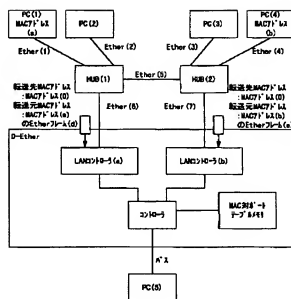 PC(1)
MACアドレス
(a)
PC(2)
PC(3)
PC(4)
MACアドレス
(b)
Ether(1)
Ether(2)
Ether(3)
Ether(4)
HUB(1)
Ether(5)
HUB(2)
転送先MACアドレス
:MACアドレス(0)
転送元MACアドレス
:MACアドレス(a)
のEtherフレーム(d)
Ether(6)
Ether(7)
転送先MACアドレス
:MACアドレス(0)
転送元MACアドレス
:MACアドレス(b)
のEtherフレーム(e)
D-Ether
LANコントローラ(a)
LANコントローラ(b)
コントローラ
MAC対ポート
テーブルメモリ
バス
PC(5)